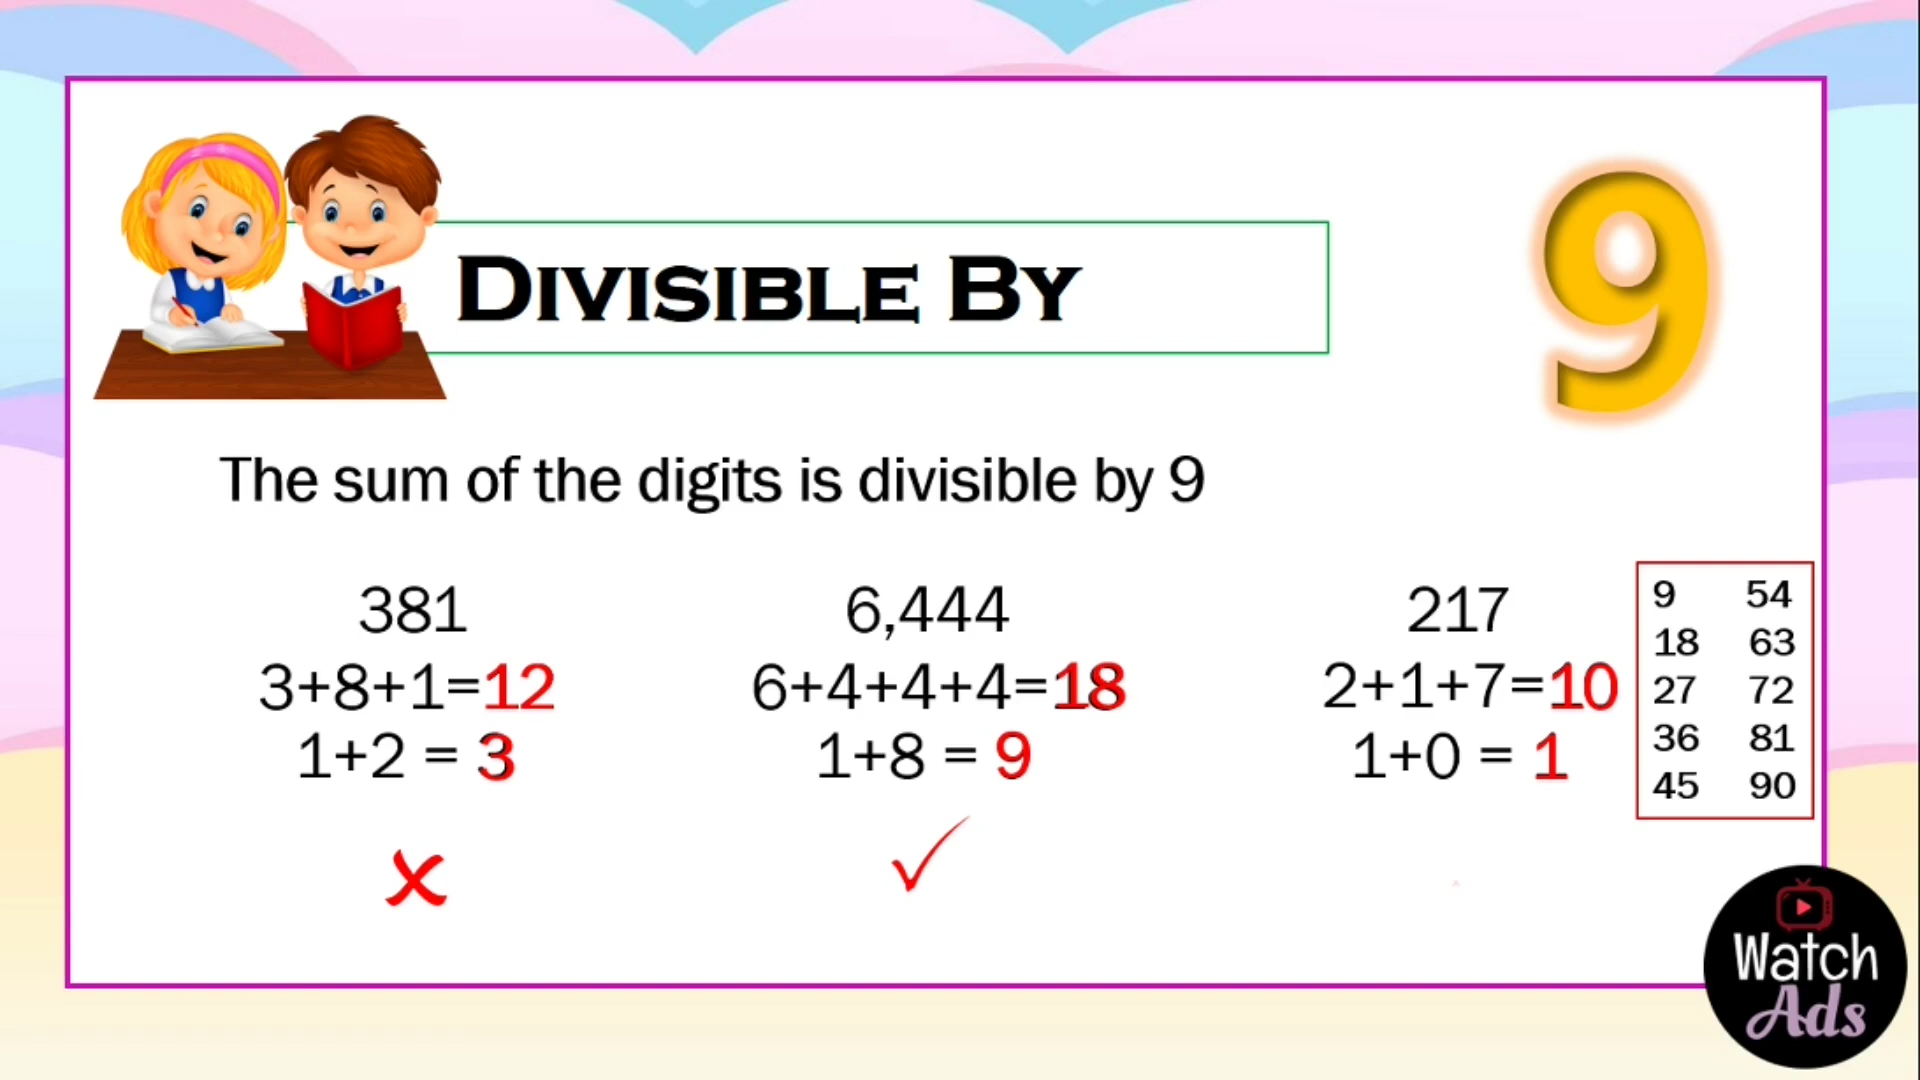 DIVISIBLE BY
9
The sum of the digits is divisible by 9
381
3+8+1=12
1+2 = 3
6,444
6+4+4+4=18
1+8 = 9
217
2+1+7=10
1+0 = 1
9 54
18 63
27 72
36 81
45 90
Watch
Ads